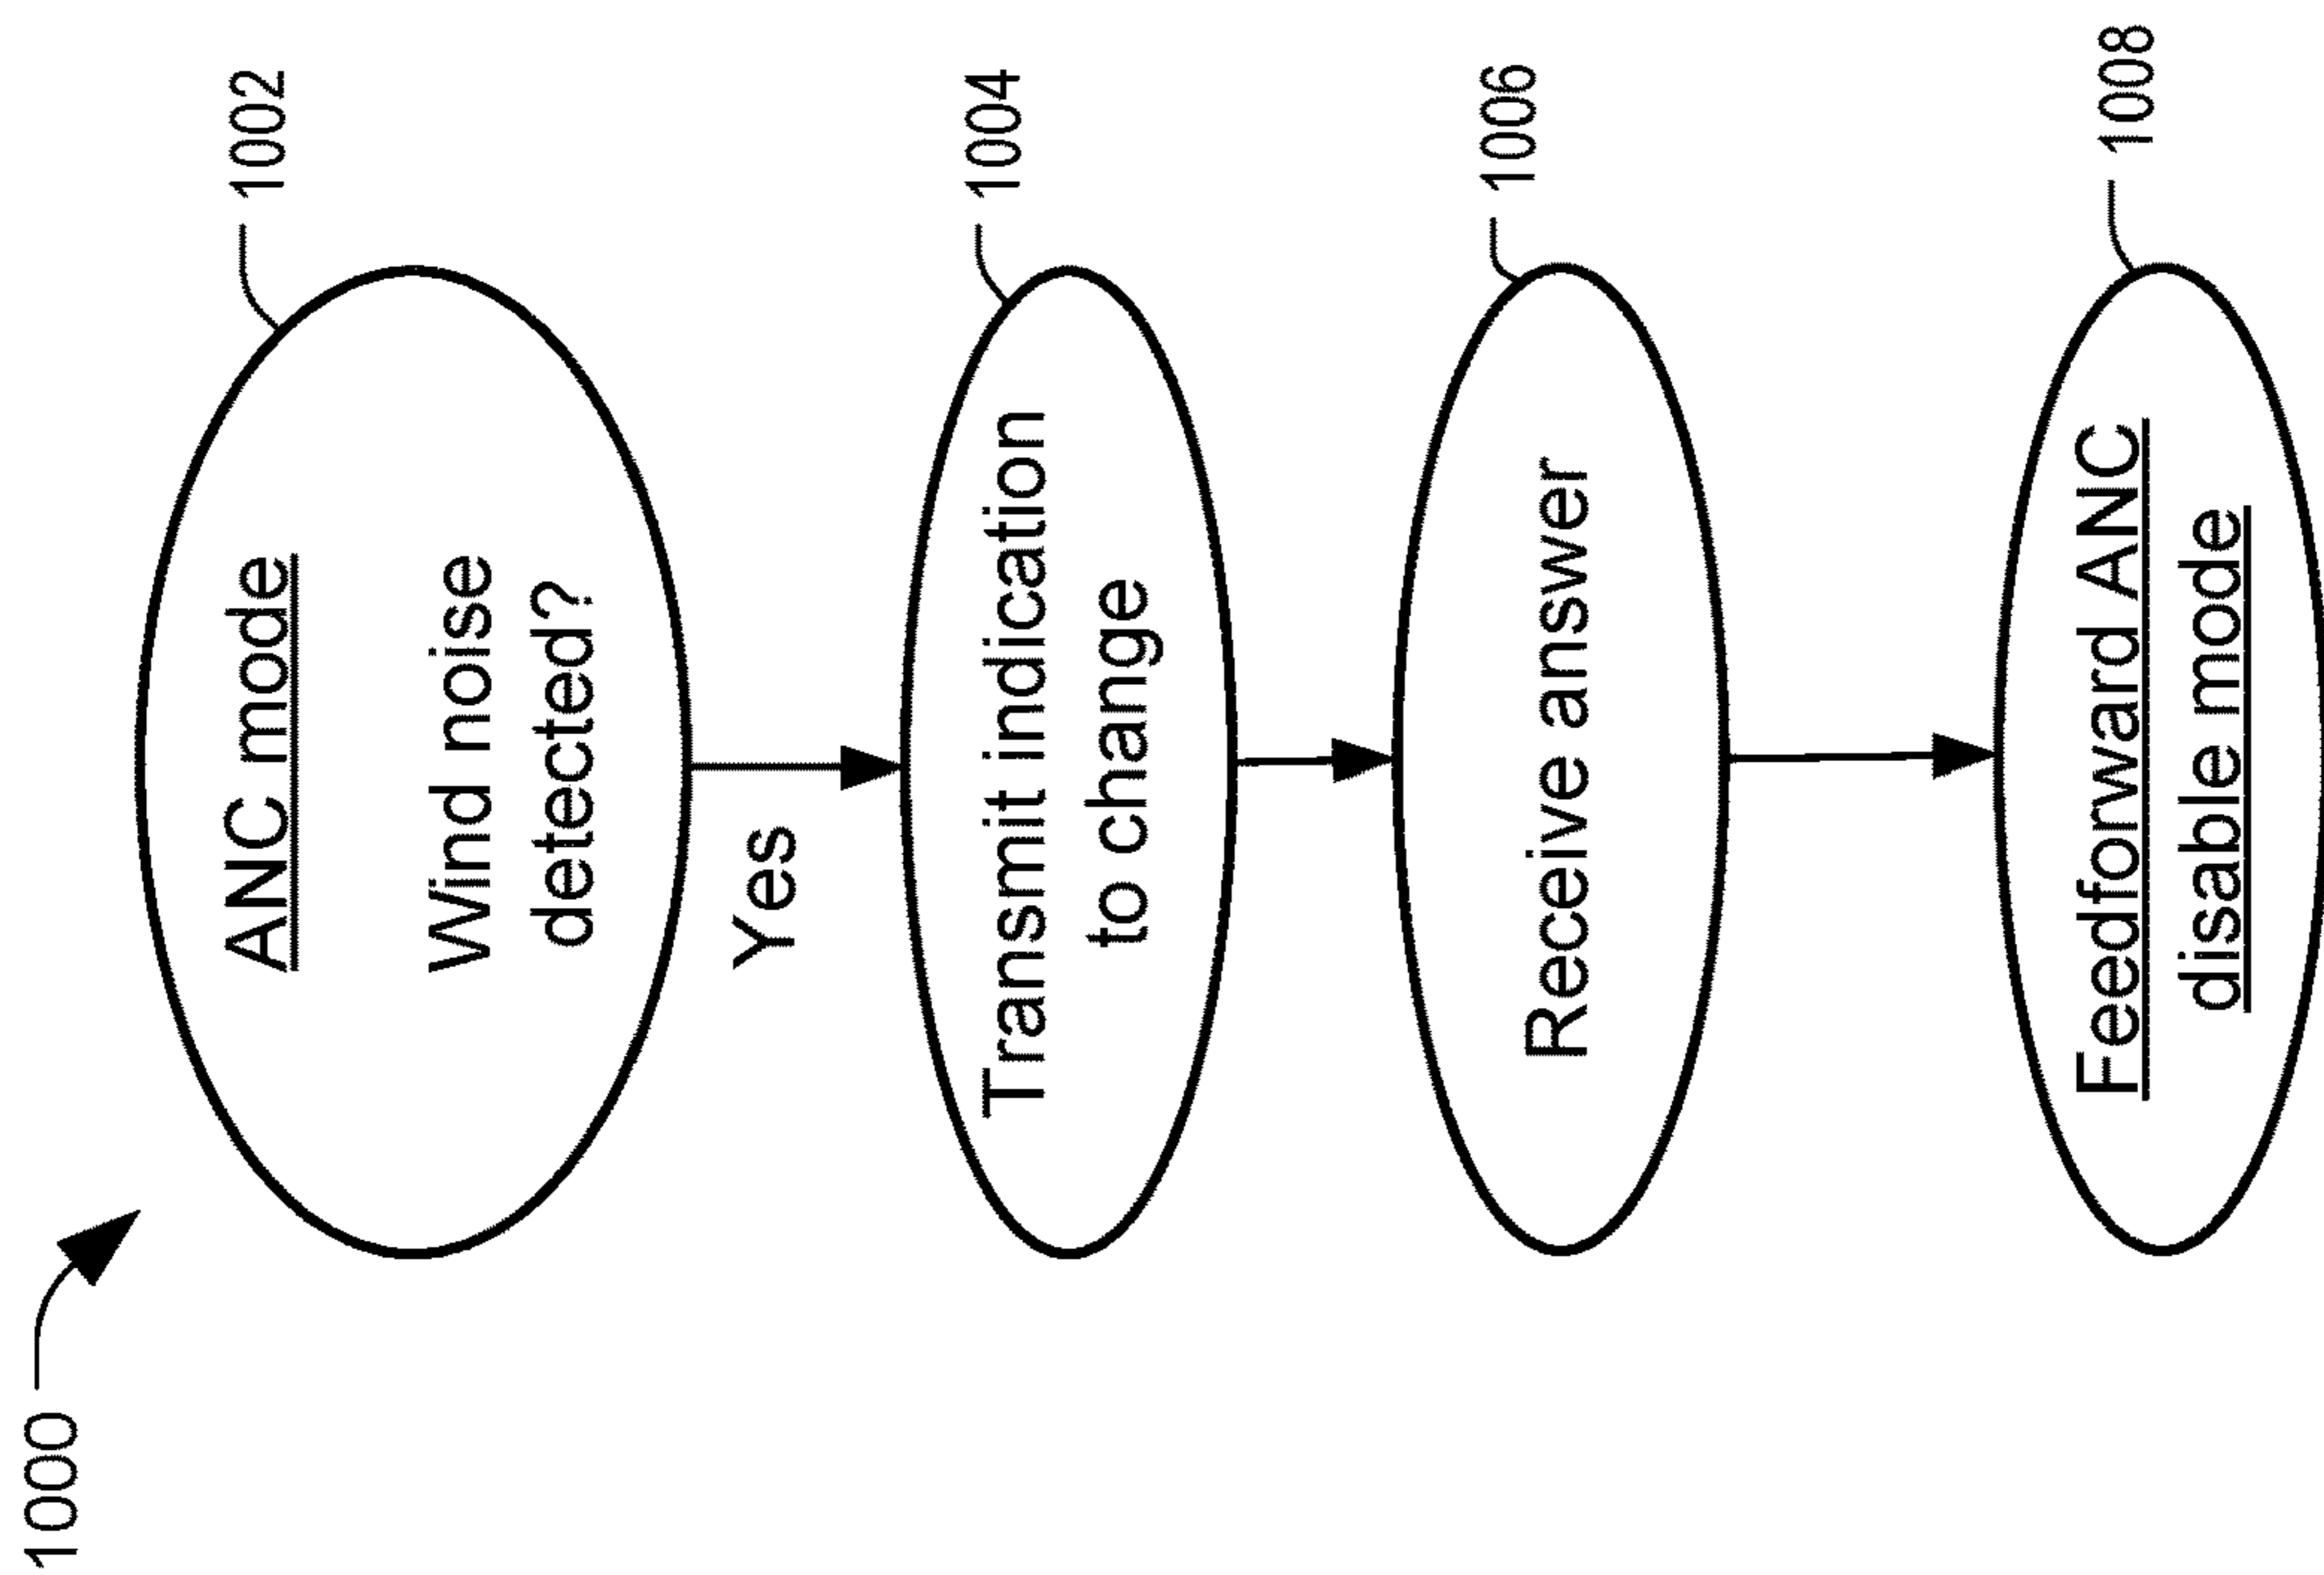 1000
ANC mode
Wind noise
detected?
1002
Yes
Transmit indication
to change
1004
Receive answer
1006
Feedforward ANC
disable mode
1008